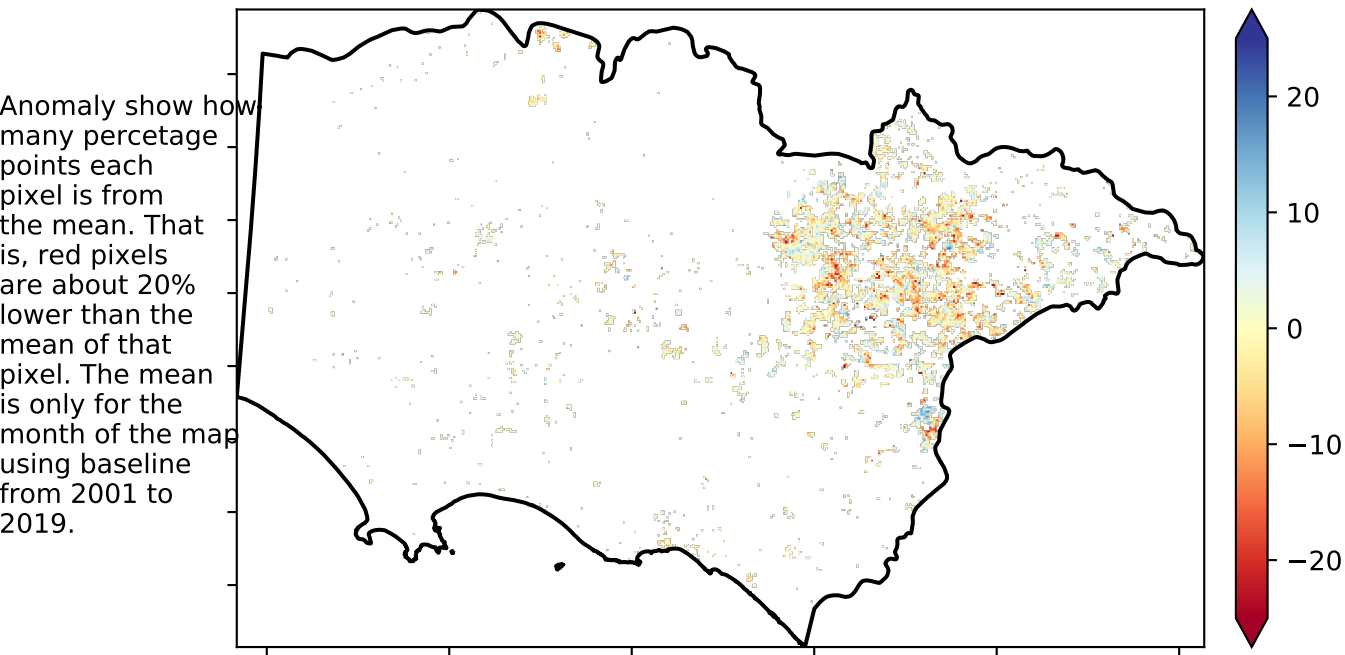 Anomaly show how
many percetage
points each
pixel is from
the mean. That
is, red pixels
are about 20%
lower than the
mean of that
pixel. The mean
is only for the
month of the map
using baseline
from 2001 to
2019.
20
10
0
−10
−20